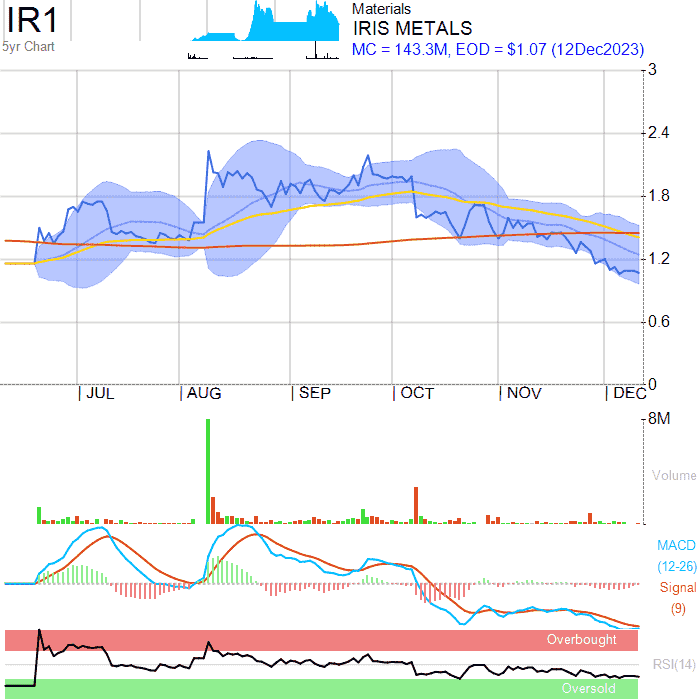 IR1
5yr Chart
Materials
IRIS METALS
MC = 143.3M, EOD = $1.07 (12Dec2023)
3
2.4
1.8
1.2
0.6
0
JUL
AUG
SEP
OCT
NOV
DEC
8M
Volume
MACD
(12-26)
Signal
(9)
Overbought
RSI(14)
Oversold